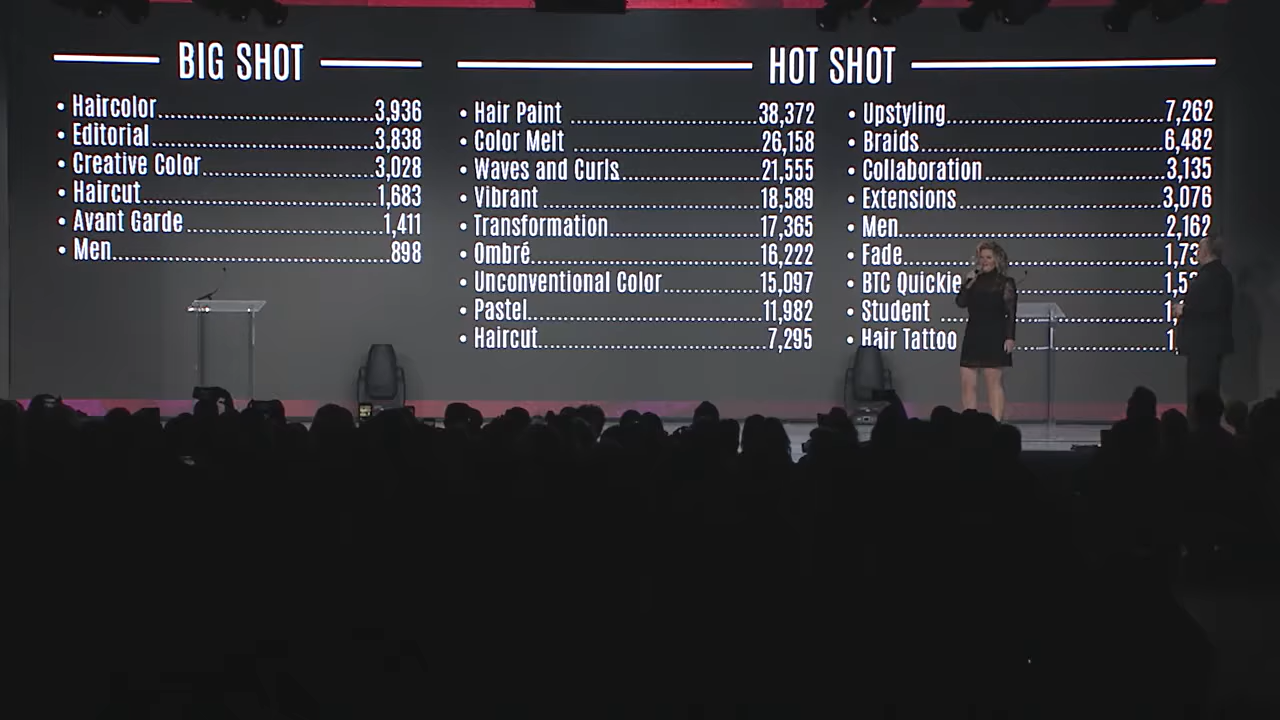 BIG SHOT
• Haircolor 3,936
• Editorial 3,838
• Creative Color 3,028
• Haircut 1,683
• Avant Garde 1,411
• Men 898
HOT SHOT
• Hair Paint 38,372
• Color Melt 26,158
• Waves and Curls 21,555
• Vibrant 18,589
• Transformation 17,365
• Ombré 16,222
• Unconventional Color 15,097
• Pastel 11,982
• Haircut 7,295
• Upstyling 7,262
• Braids 6,482
• Collaboration 3,135
• Extensions 3,076
• Men 2,162
• Fade
• BTC Quickie
• Student
• Hair Tattoo